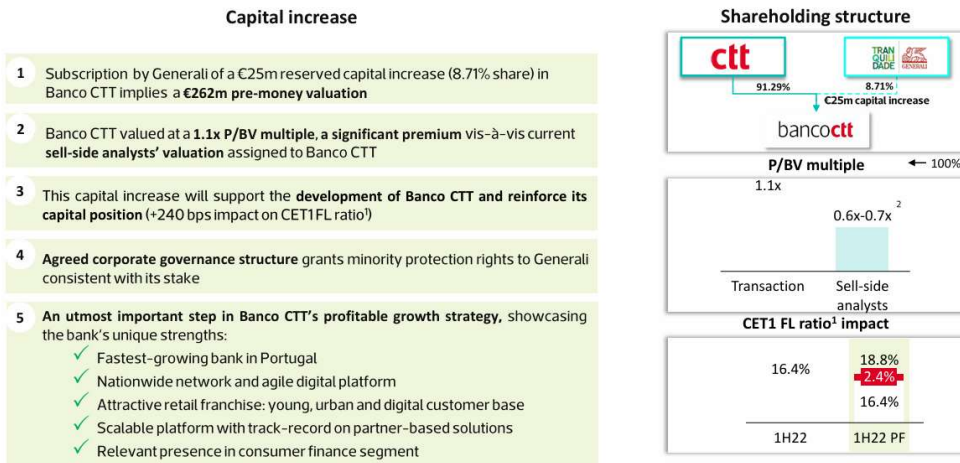 Capital increase
1
Subscription by Generali of a €25m reserved capital increase (8.71% share) in
Banco CTT implies a €262m pre-money valuation
2
Banco CTT valued at a 1.1x P/BV multiple, a significant premium vis-à-vis current
sell-side analysts' valuation assigned to Banco CTT
3
This capital increase will support the development of Banco CTT and reinforce its
capital position (+240 bps impact on CET1FL ratio¹)
4
Agreed corporate governance structure grants minority protection rights to Generali
consistent with its stake
5
An utmost important step in Banco CTT's profitable growth strategy, showcasing
the bank's unique strengths:
Fastest-growing bank in Portugal
Nationwide network and agile digital platform
Attractive retail franchise: young, urban and digital customer base
Scalable platform with track-record on partner-based solutions
Relevant presence in consumer finance segment
Shareholding structure
ctt
TRAN
QUILI
DADE
GENERALI
91.29%
8.71%
€25m capital increase
bancoctt
P/BV multiple
100%
1.1x
0.6x-0.7x ²
Transaction
Sell-side
analysts
CET1 FL ratio¹ impact
16.4%
18.8%
2.4%
16.4%
1H22
1H22 PF